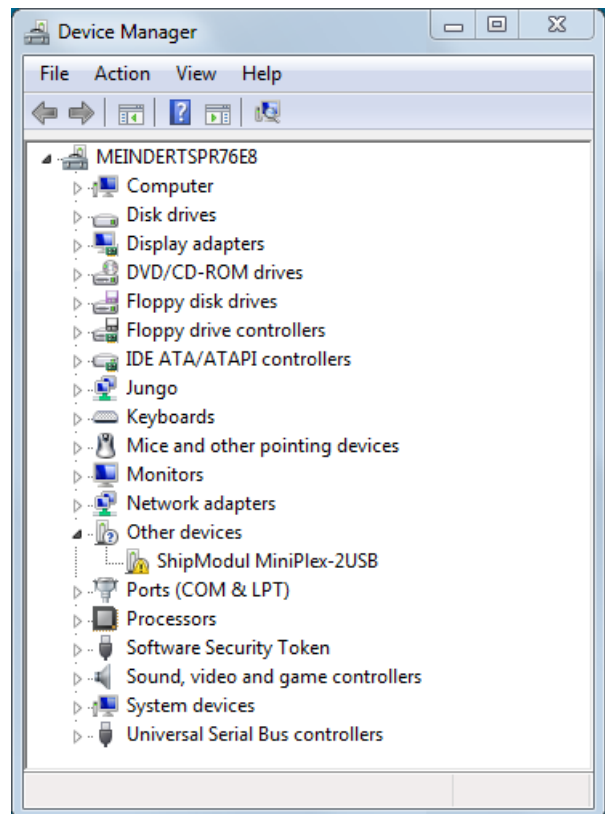 Device Manager
File Action View Help
MEINDERTSPR76E8
Computer
Disk drives
Display adapters
DVD/CD-ROM drives
Floppy disk drives
Floppy drive controllers
IDE ATA/ATAPI controllers
Jungo
Keyboards
Mice and other pointing devices
Monitors
Network adapters
Other devices
ShipModul MiniPlex-2USB
Ports (COM & LPT)
Processors
Software Security Token
Sound, video and game controllers
System devices
Universal Serial Bus controllers